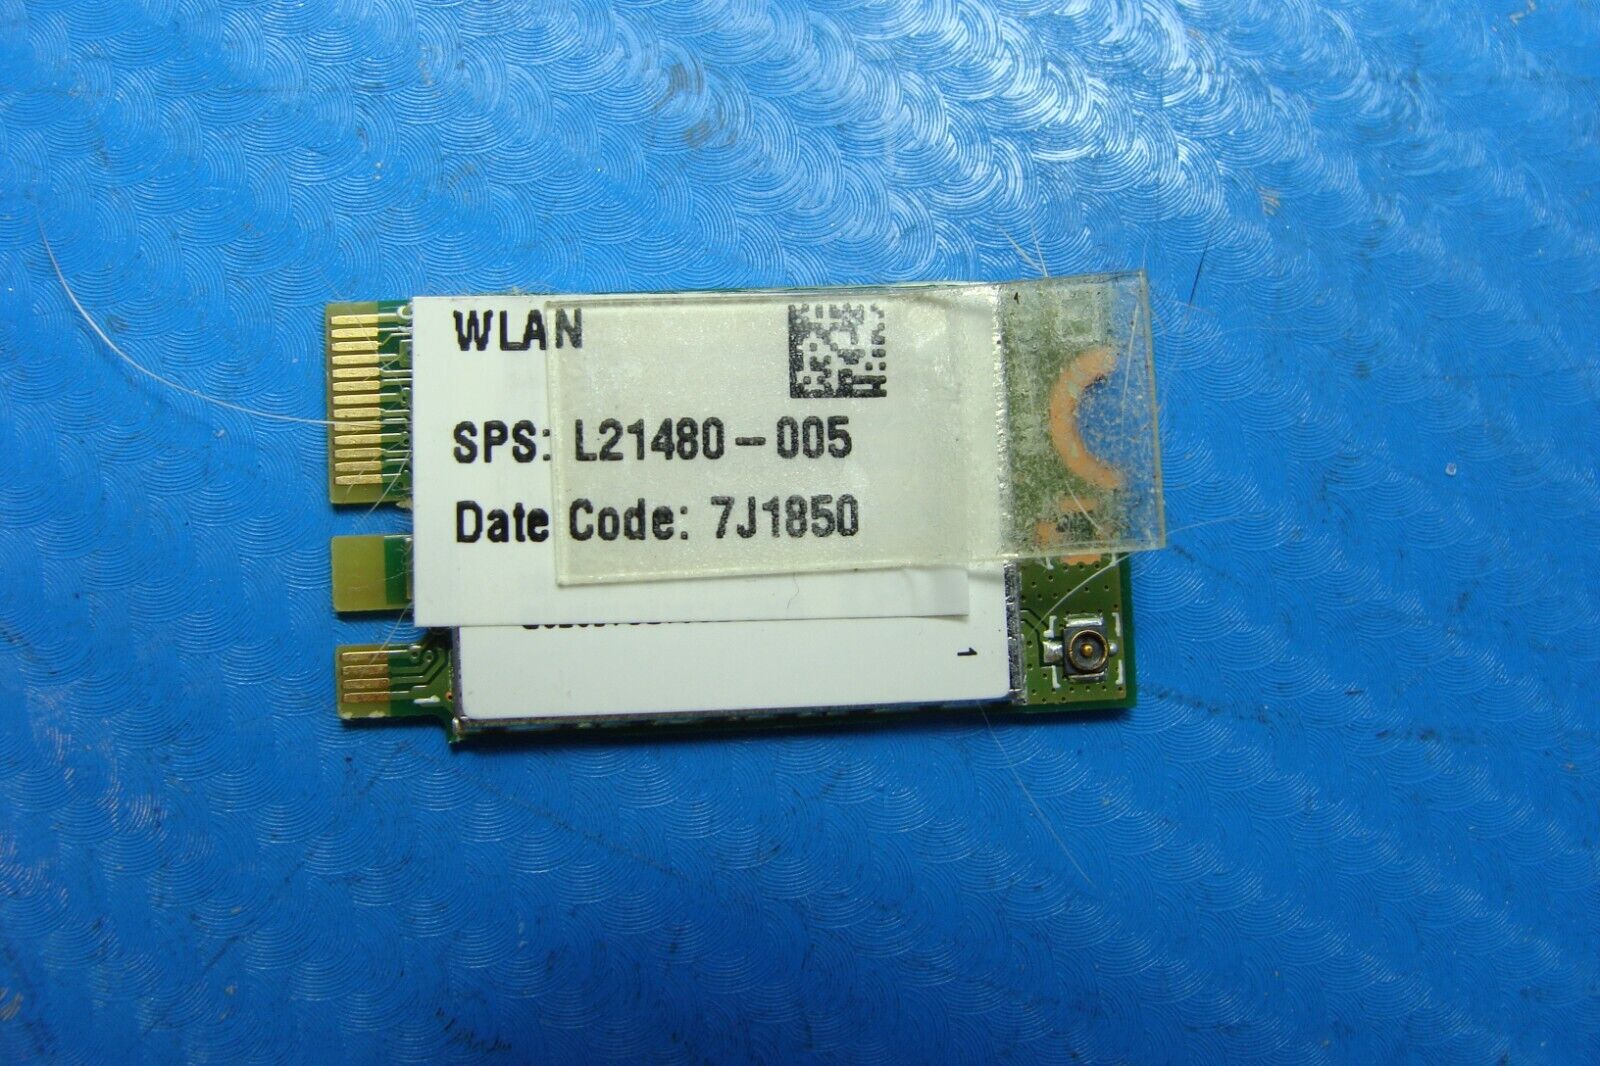 WLAN
SPS: L21480-005
Date Code: 7J1850
1